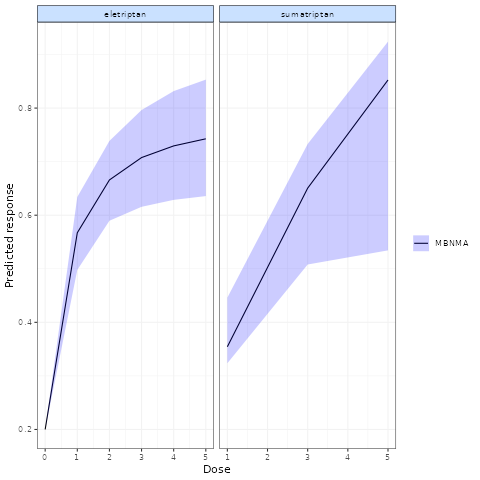 eletriptan
sumatriptan
Predicted response
0.8
0.6
0.4
0.2
0 1 2 3 4 5
1 2 3 4 5
Dose
MBNMA